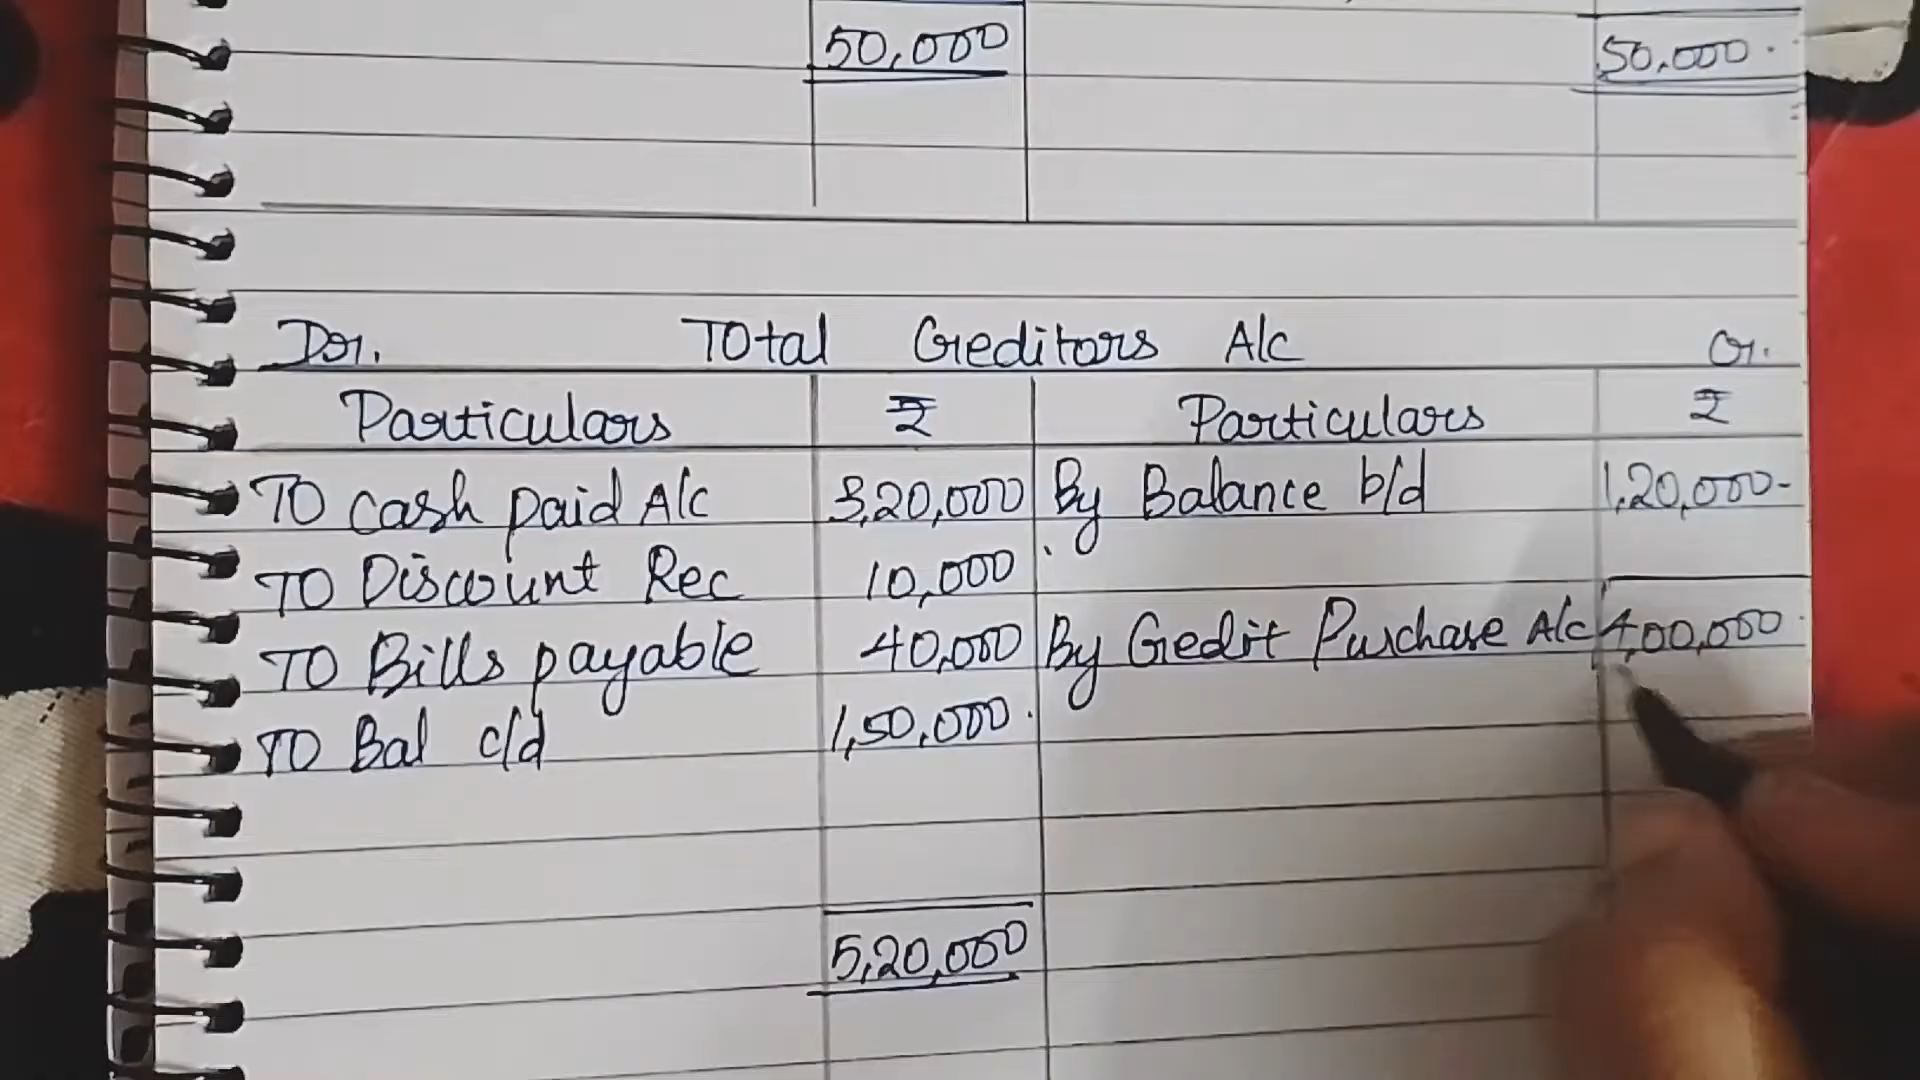 50,000 50,000
Dr. Total Creditors A/c Cr.
Particulars ₹ Particulars ₹
TO Cash paid A/c 3,20,000 By Balance b/d 1,20,000
TO Discount Rec 10,000
TO Bills payable 40,000 By Credit Purchase A/c 4,00,000
TO Bal c/d 1,50,000
5,20,000